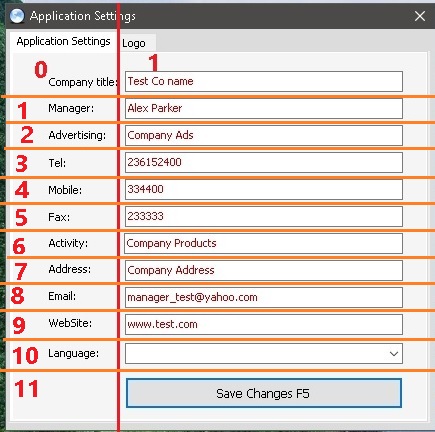 Application Settings
Application Settings Logo
0 1
Company title: Test Co name
1 Manager: Alex Parker
2 Advertising: Company Ads
3 Tel: 236152400
4 Mobile: 334400
5 Fax: 233333
6 Activity: Company Products
7 Address: Company Address
8 Email: manager_test@yahoo.com
9 WebSite: www.test.com
10 Language:
11 Save Changes F5